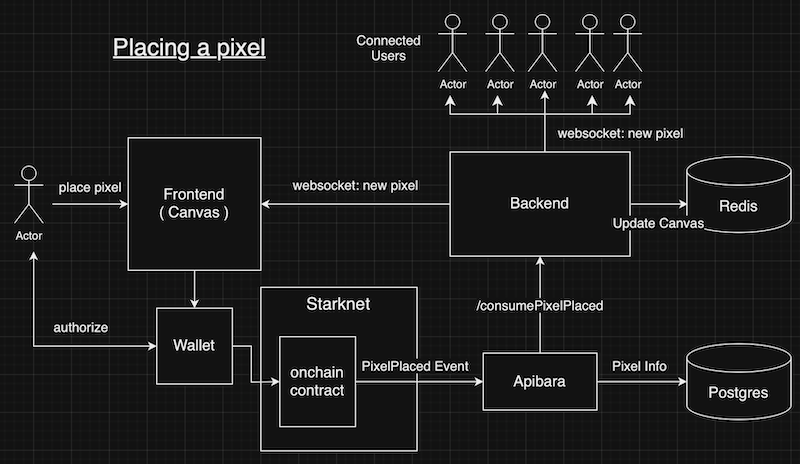 Placing a pixel
Connected
Users
Actor
Actor
Actor
Actor
Actor
websocket: new pixel
place pixel
Frontend
( Canvas )
websocket: new pixel
Backend
Redis
Update Canvas
Actor
/consumePixelPlaced
Starknet
authorize
Wallet
onchain
contract
PixelPlaced Event
Apibara
Pixel Info
Postgres